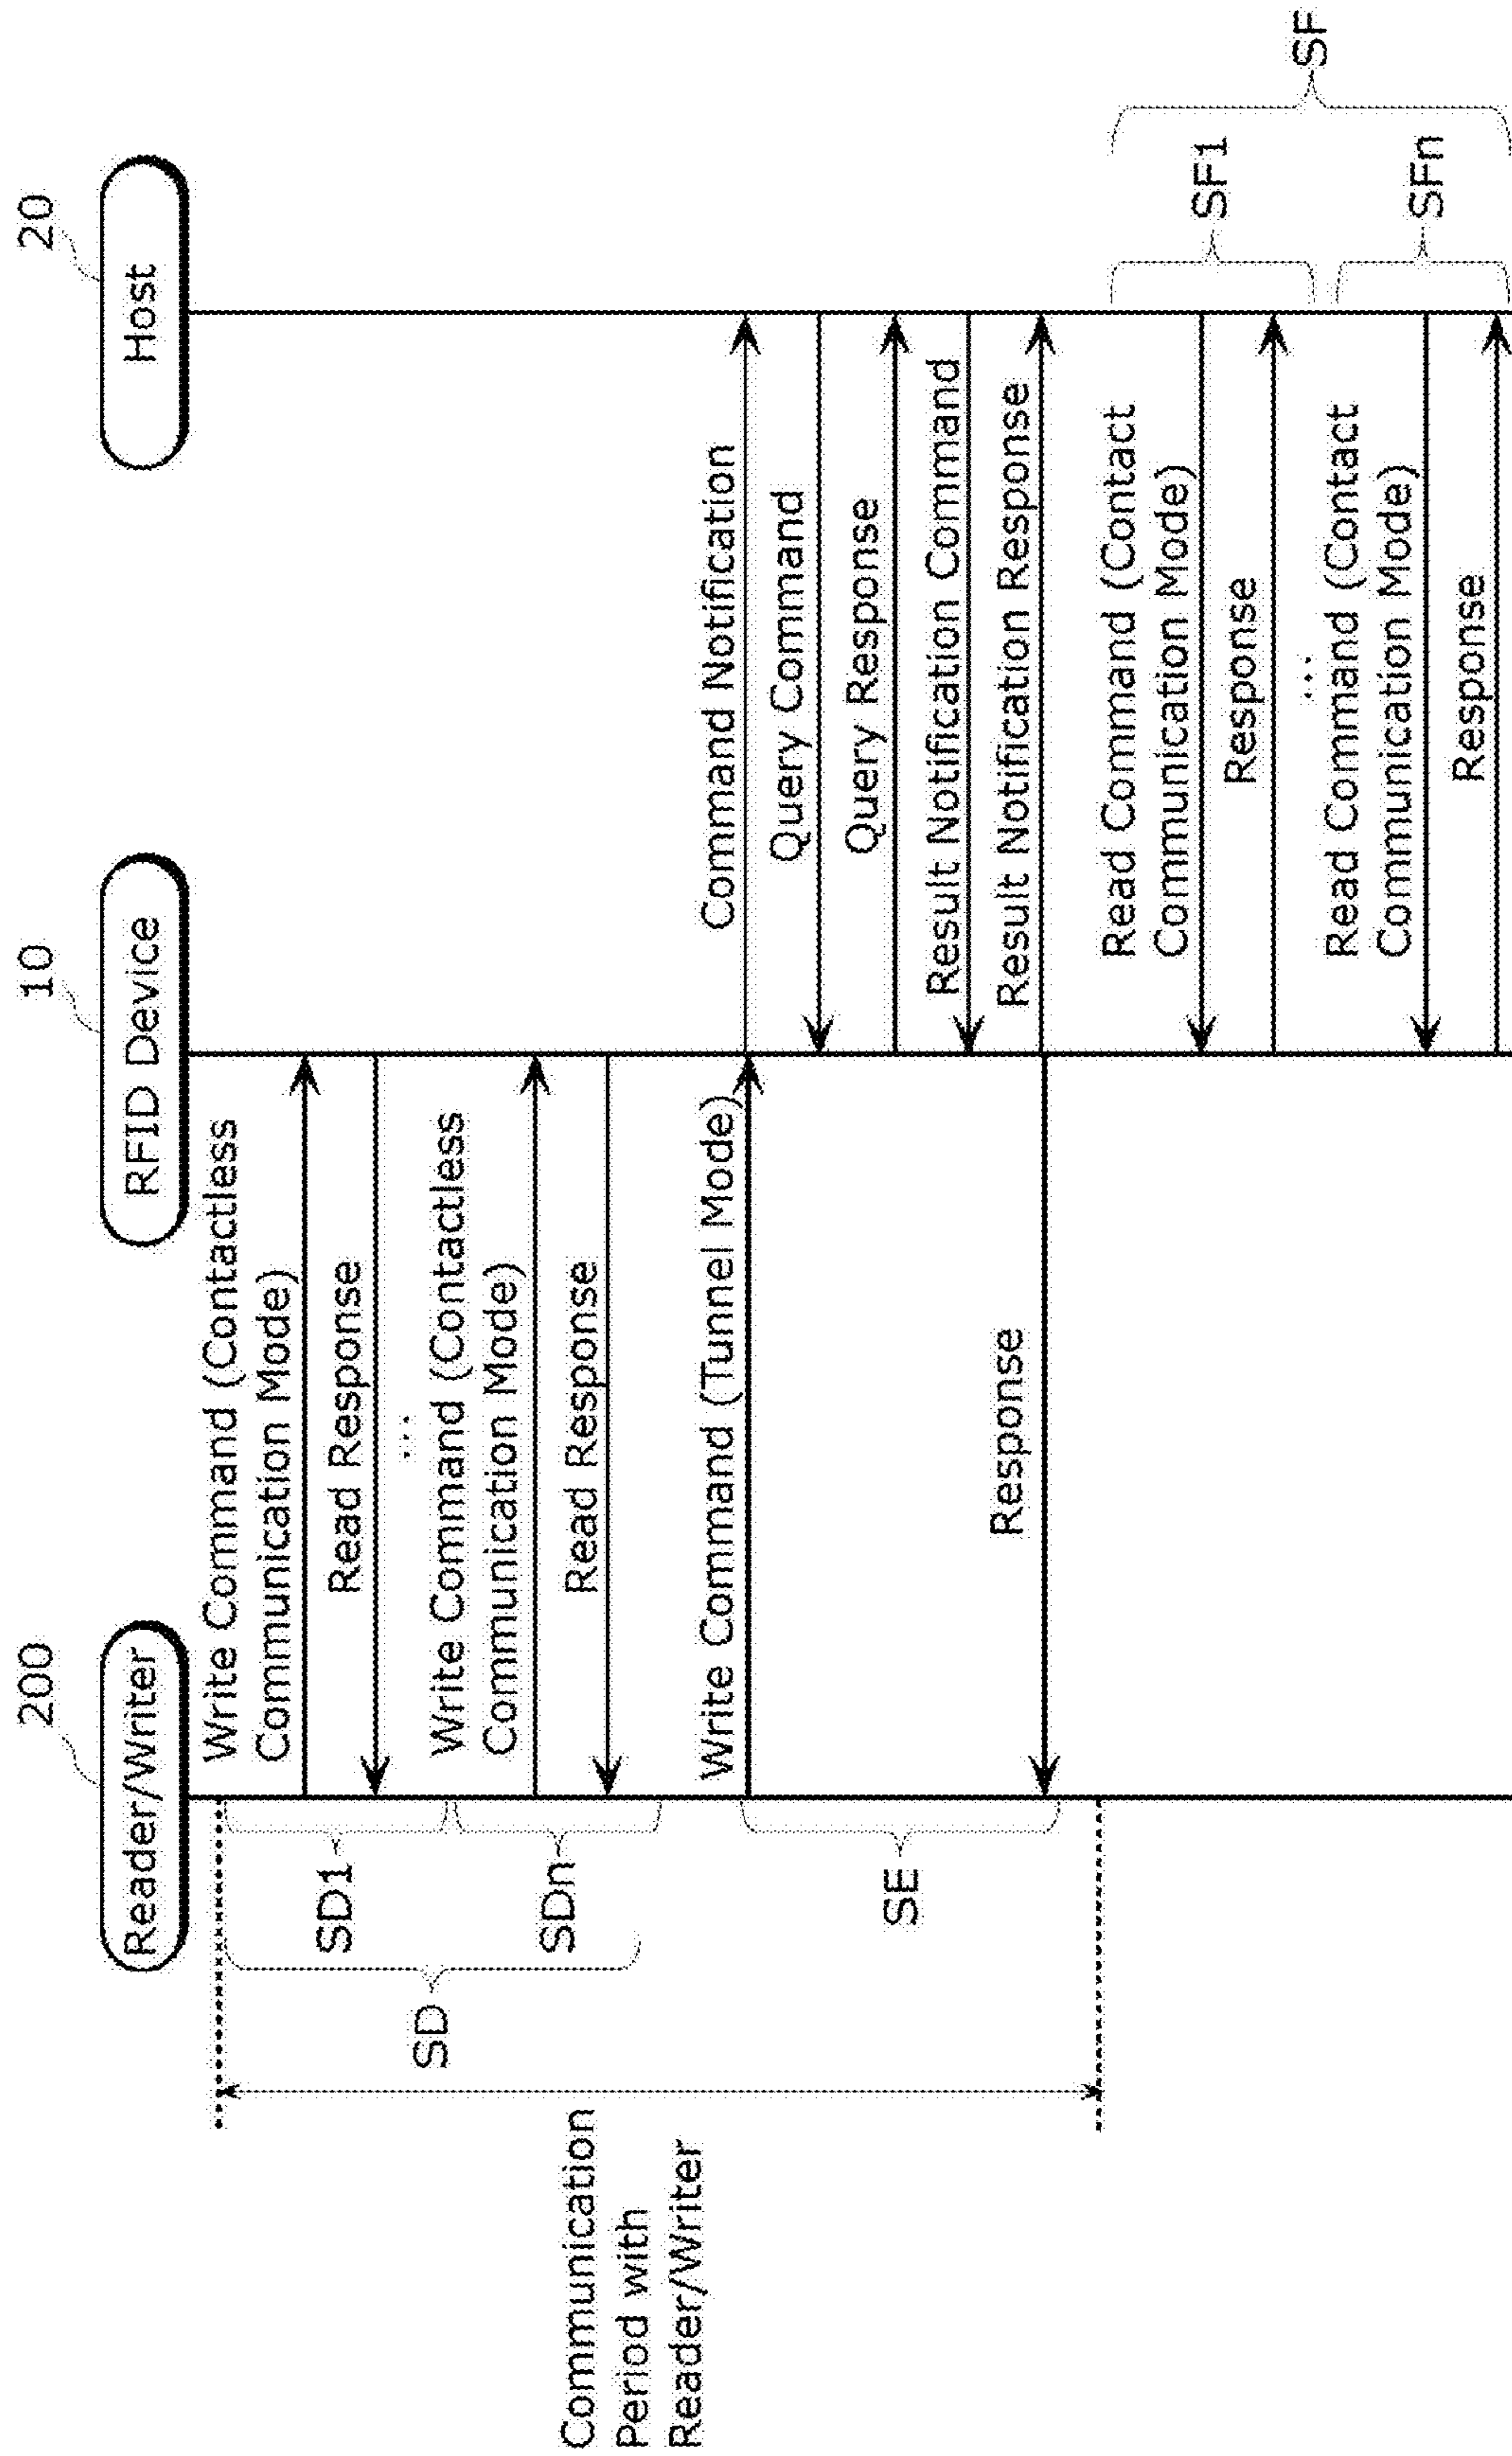 200
10
20
Reader/Writer
RFID Device
Host
Write Command (Contactless
Communication Mode)
Read Response
...
Write Command (Contactless
Communication Mode)
Read Response
Write Command (Tunnel Mode)
Response
Command Notification
Query Command
Query Response
Result Notification Command
Result Notification Response
Read Command (Contact
Communication Mode)
Response
...
Read Command (Contact
Communication Mode)
Response
SD1
SDn
SD
SE
SF1
SFn
SF
Communication
Period with
Reader/Writer